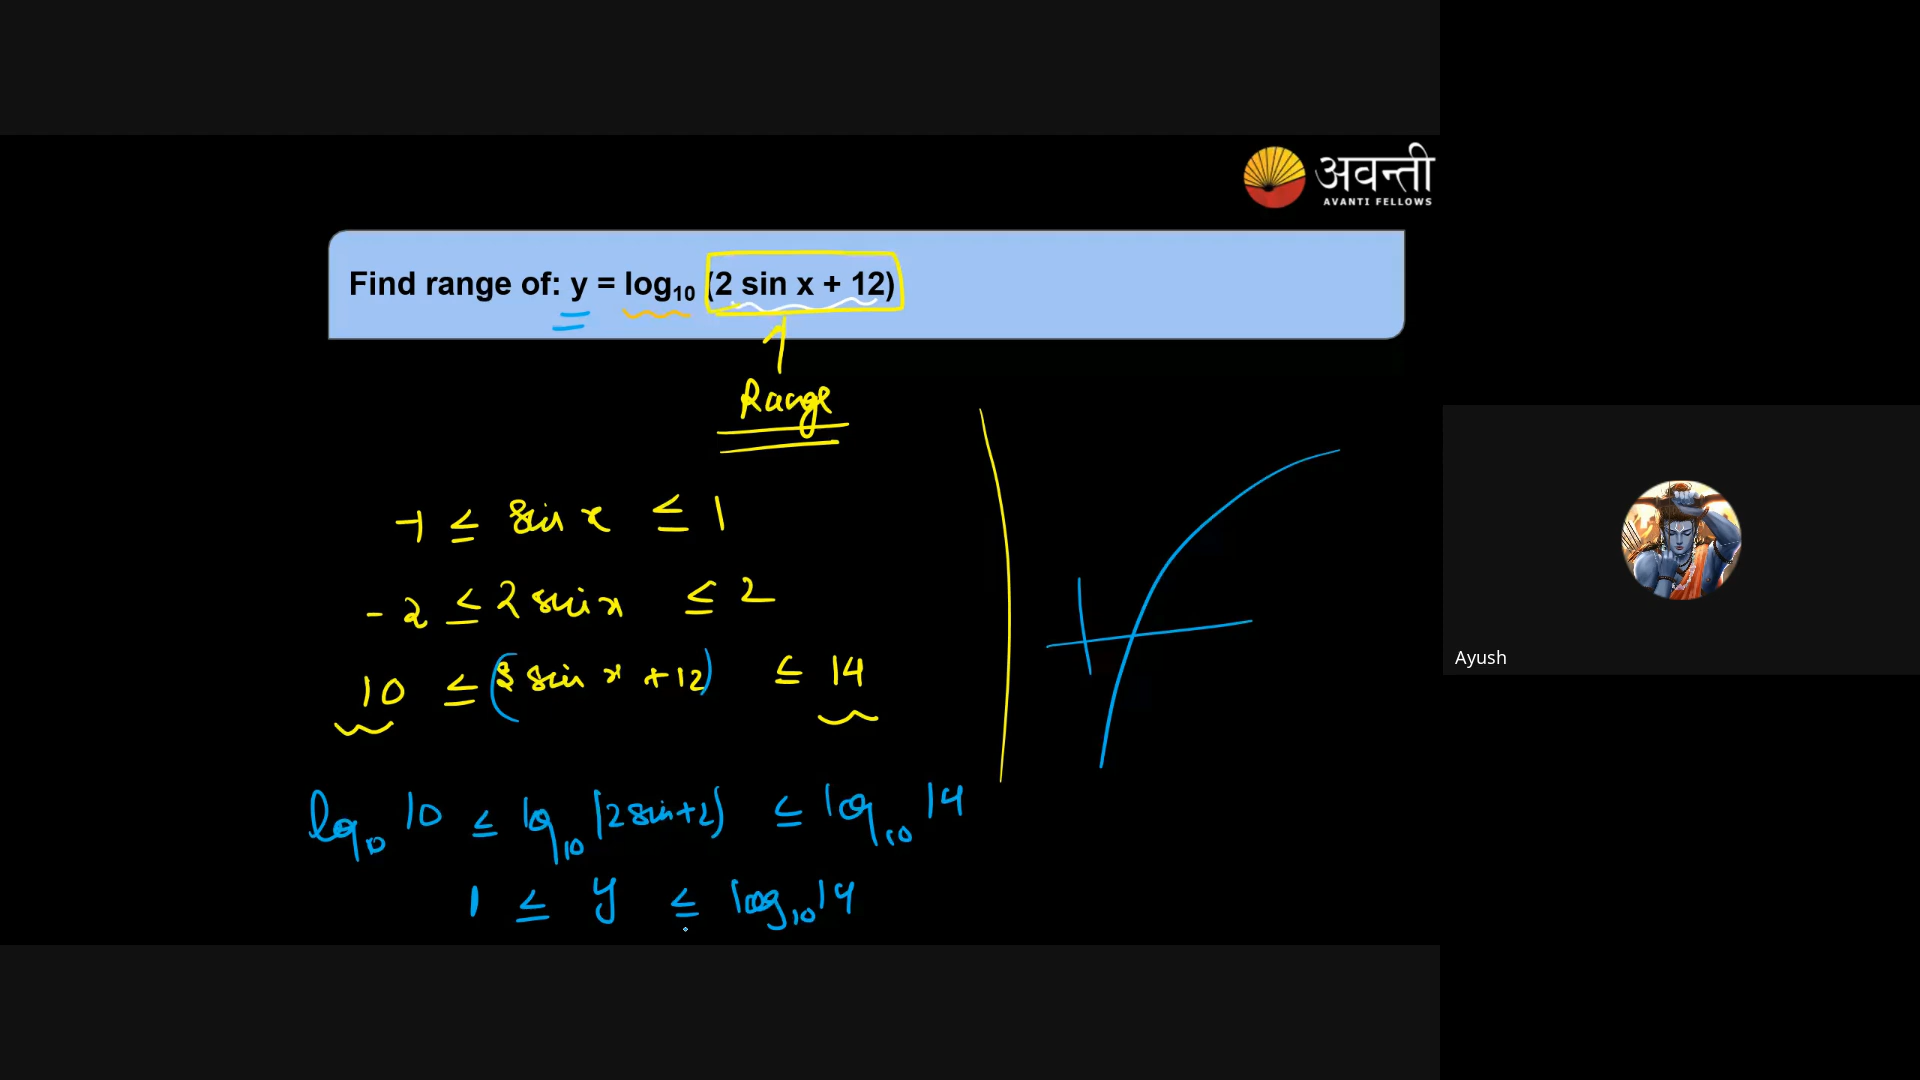 अवन्ती
AVANTI FELLOWS
Find range of: y = log₁₀ (2 sin x + 12)
Range
-1 ≤ sin x ≤ 1
- 2 ≤ 2 sin x ≤ 2
10 ≤ (2 sin x + 12) ≤ 14
log₁₀ 10 ≤ log₁₀ (2 sin + 2) ≤ log₁₀ 14
1 ≤ y ≤ log₁₀ 14
Ayush